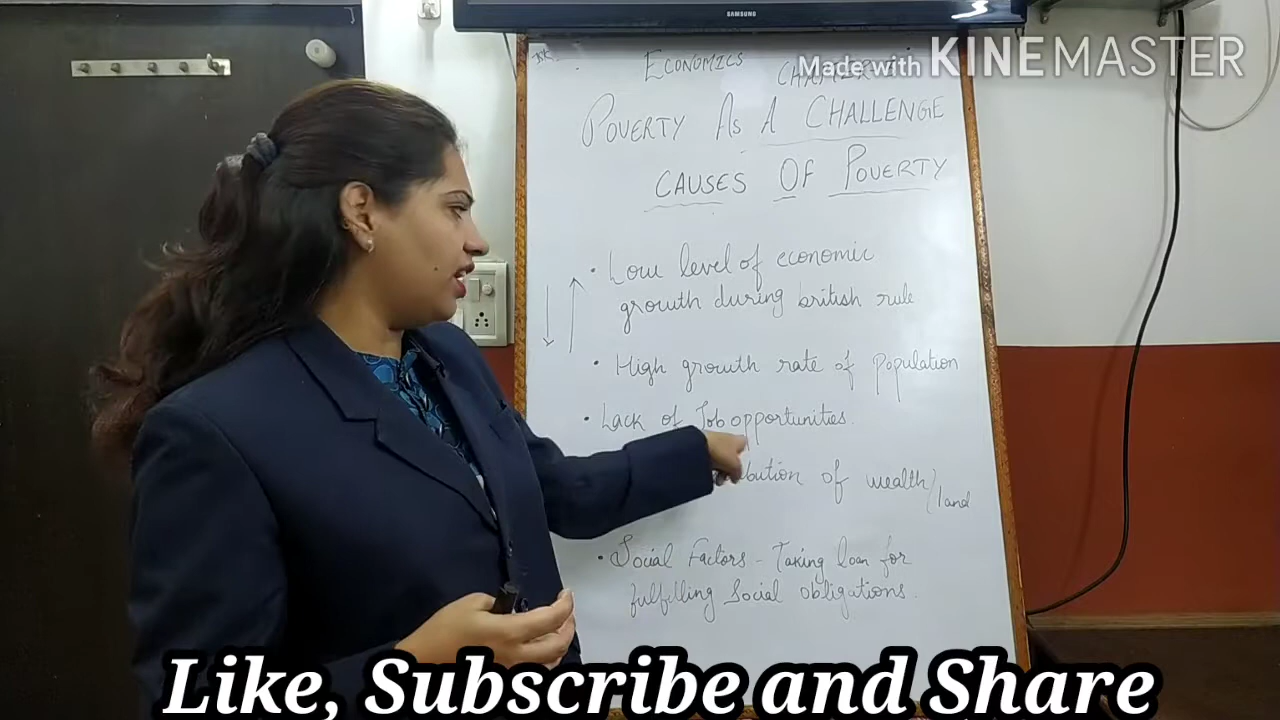 SAMSUNG
Made with KINEMASTER
ECONOMICS
POVERTY AS A CHALLENGE
CAUSES OF POVERTY
• Low level of economic
growth during british rule
• High growth rate of population
• Lack of Job opportunities.
of wealth/land
• Social Factors - Taking loan for
fulfilling Social obligations.
Like, Subscribe and Share